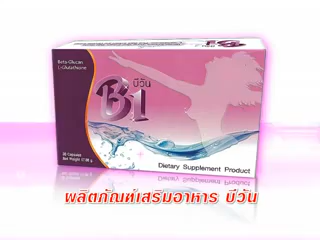 Beta-Glucan
L-Glutathione
บีวัน
B1
30 Capsules
Dietary Supplement Product
ผลิตภัณฑ์เสริมอาหาร บีวัน